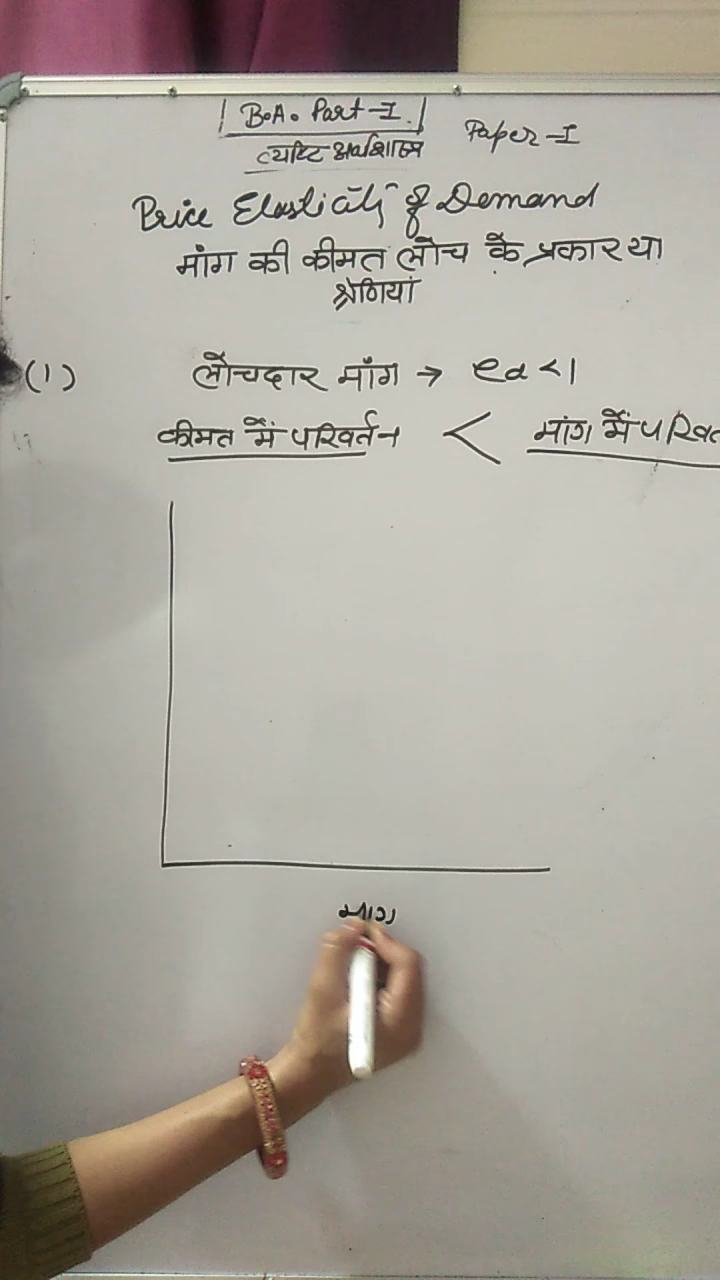 B.A. Part-I. Paper-I
व्यष्टि अर्थशास्त्र
Price Elasticity of Demand
मांग की कीमत लोच के प्रकार या
श्रेणियां
(1) लोचदार मांग → ed < 1
कीमत में परिवर्तन < मांग में परिवत
मांग